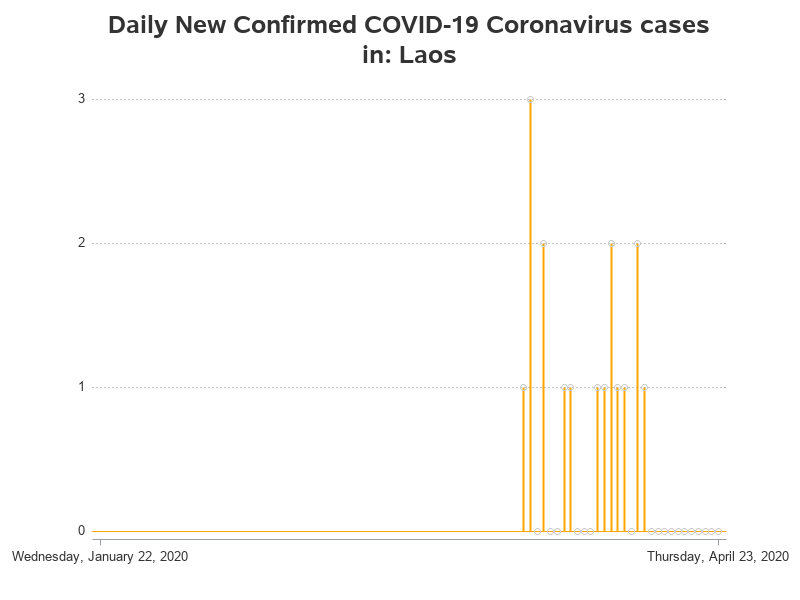 Daily New Confirmed COVID-19 Coronavirus cases
in: Laos
3
2
1
0
Wednesday, January 22, 2020 Thursday, April 23, 2020